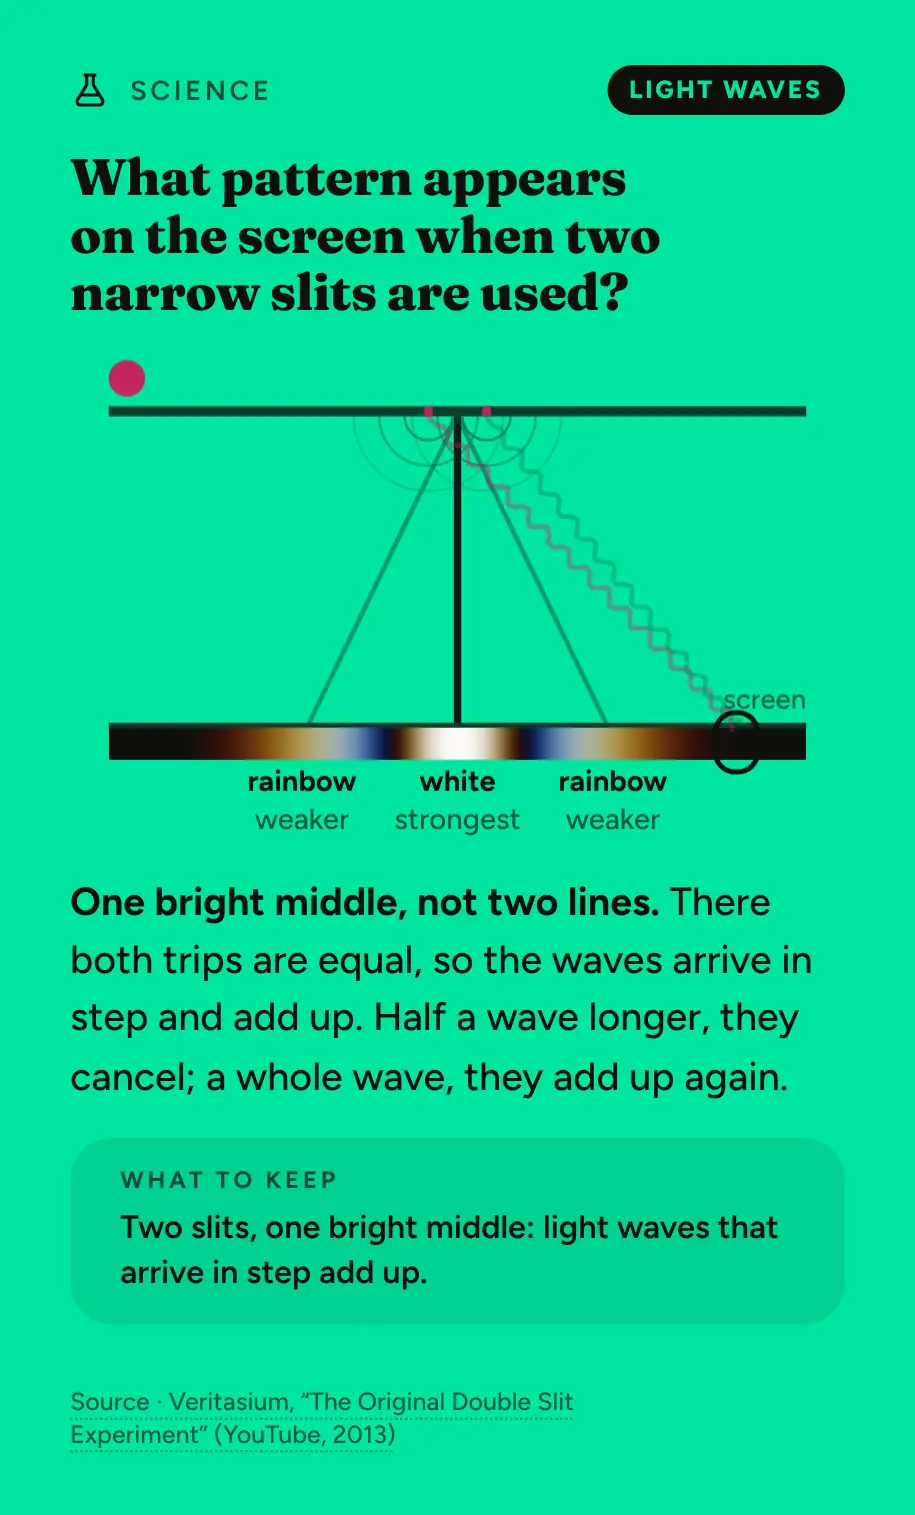 SCIENCE
LIGHT WAVES
What pattern appears
on the screen when two
narrow slits are used?
screen
rainbow white rainbow
weaker strongest weaker
One bright middle, not two lines. There
both trips are equal, so the waves arrive in
step and add up. Half a wave longer, they
cancel; a whole wave, they add up again.
WHAT TO KEEP
Two slits, one bright middle: light waves that
arrive in step add up.
Source · Veritasium, “The Original Double Slit
Experiment” (YouTube, 2013)